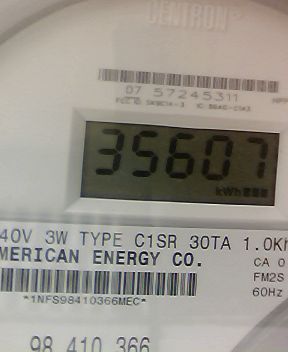 CENTRON®
07 57245311
35607
kWh
40V 3W TYPE C1SR 30TA 1.0Kh
MERICAN ENERGY CO.
CA 0
FM2S
60Hz
*1NFS98410366MEC*
98 410 366